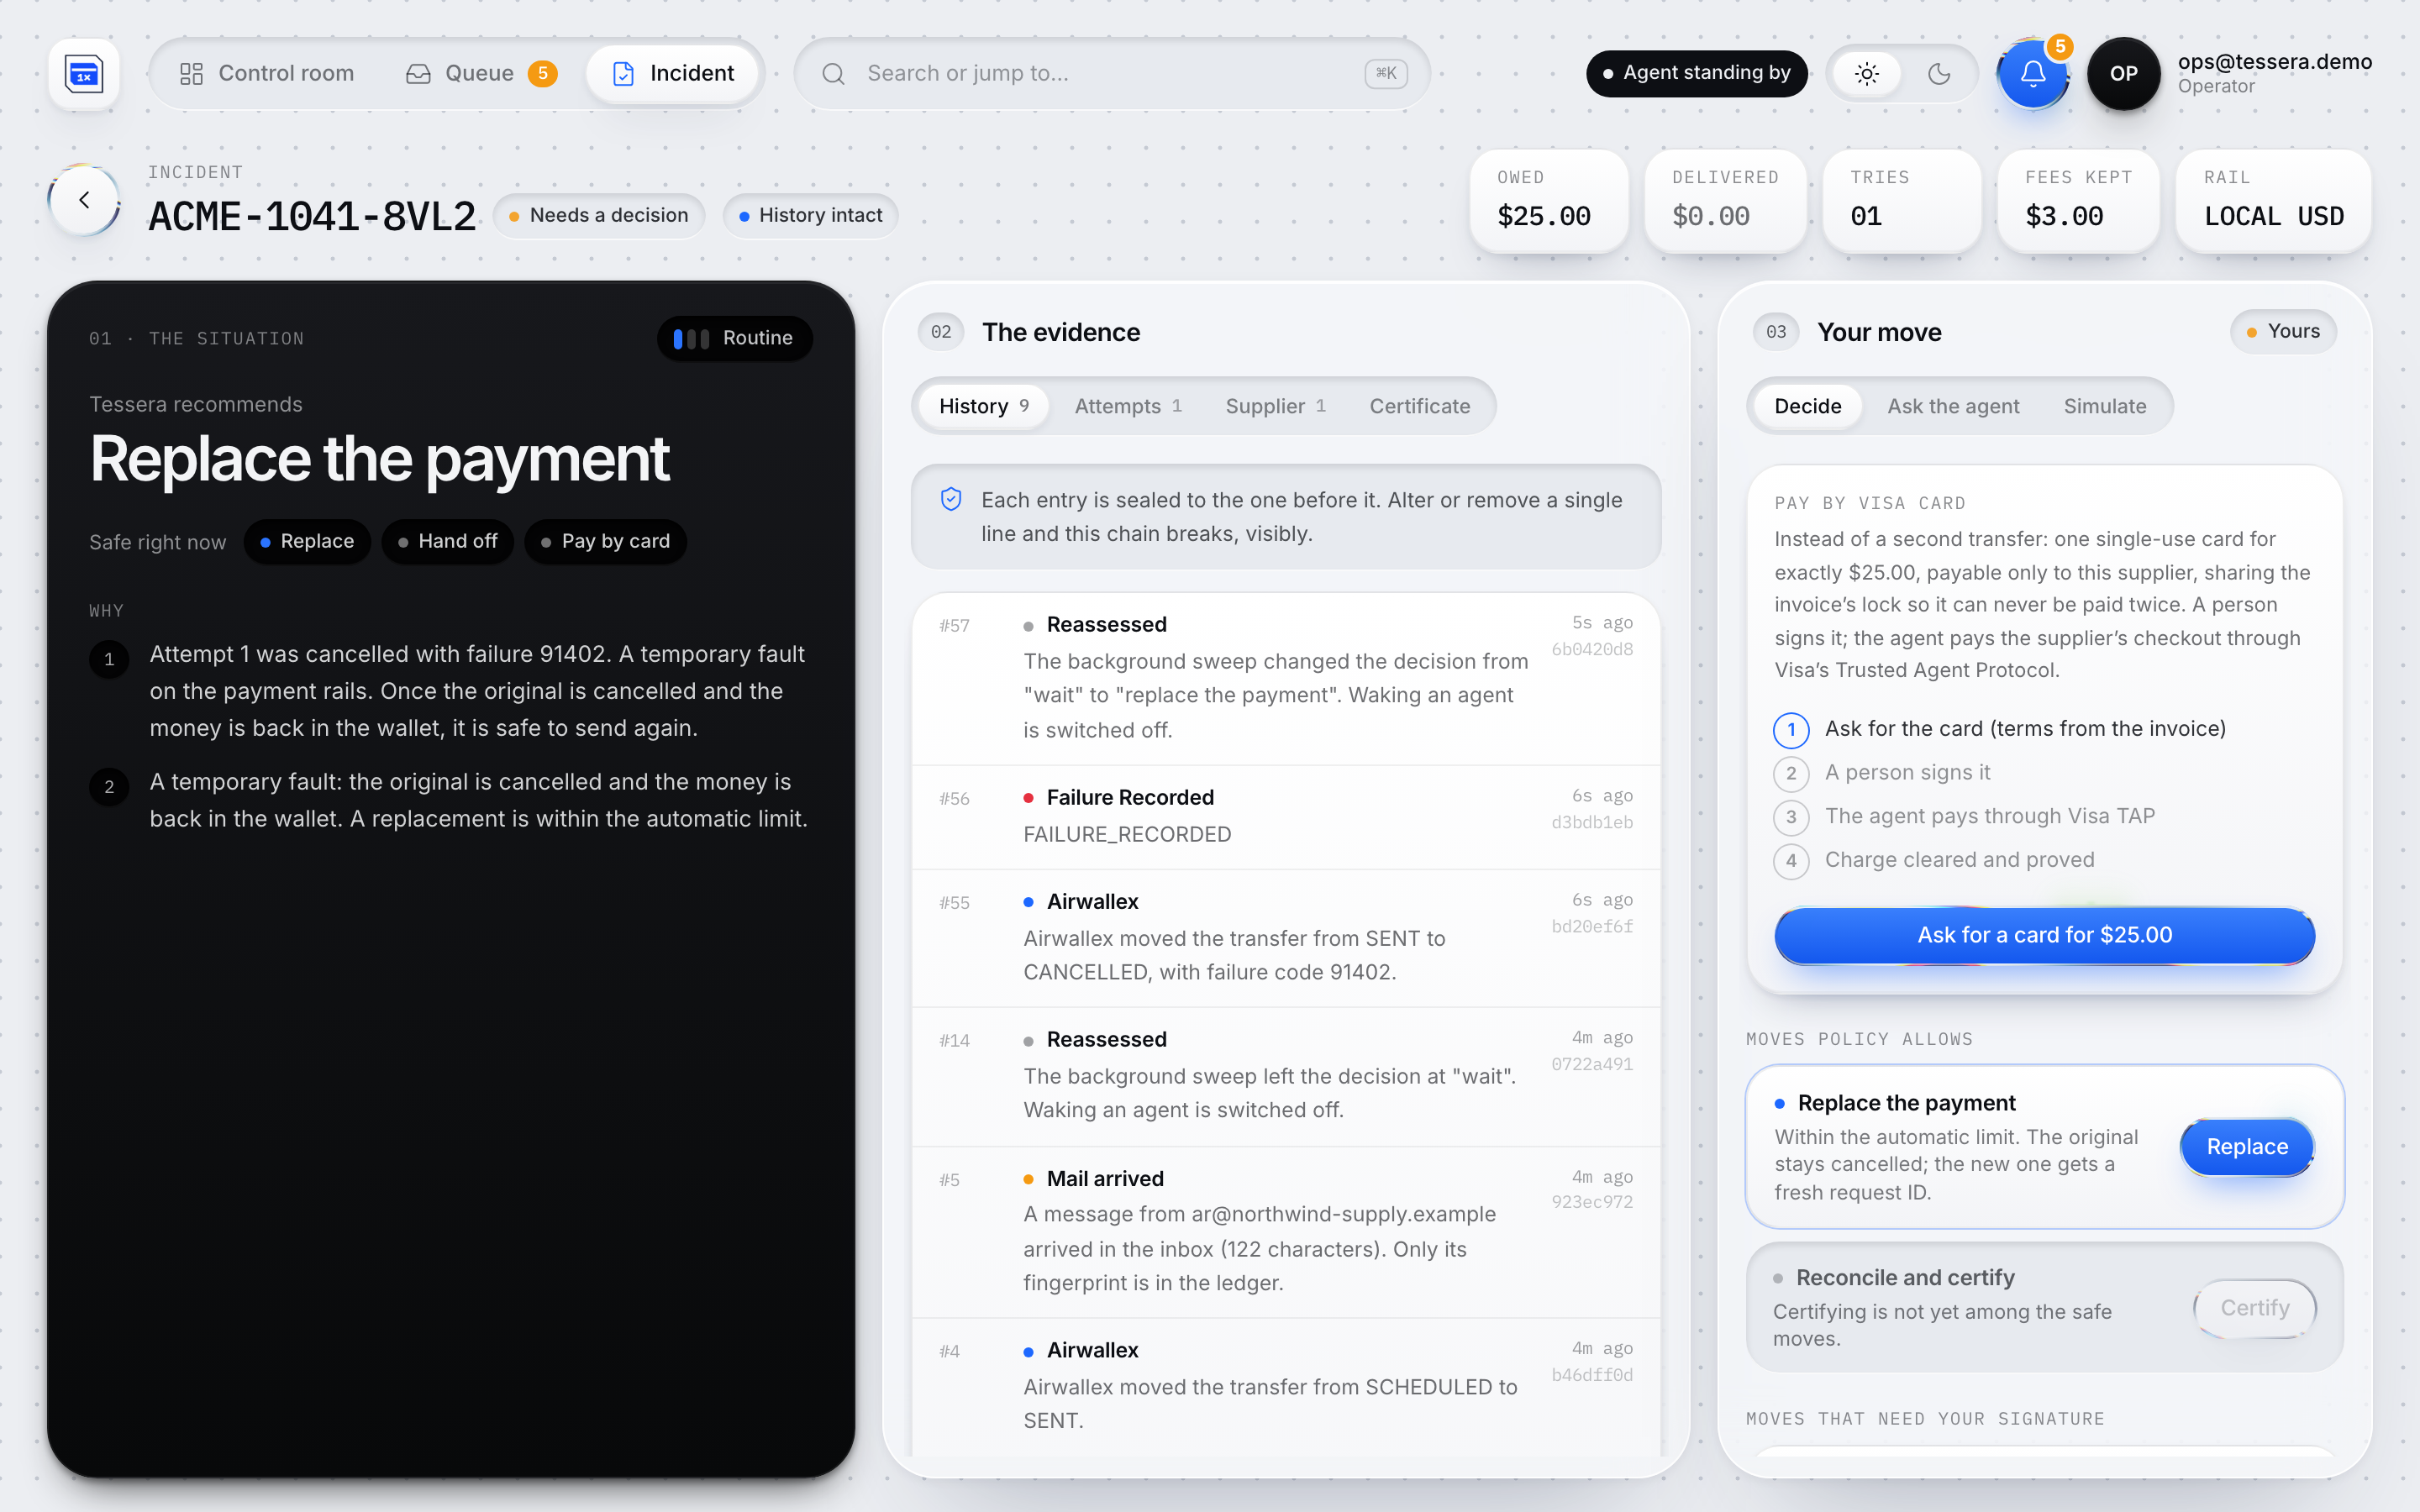 1×
Control room
Queue 5
Incident
Search or jump to...
⌘K
Agent standing by
5
OP
ops@tessera.demo
Operator
INCIDENT
ACME-1041-8VL2
Needs a decision
History intact
OWED
$25.00
DELIVERED
$0.00
TRIES
01
FEES KEPT
$3.00
RAIL
LOCAL USD
01 · THE SITUATION
Routine
Tessera recommends
Replace the payment
Safe right now
Replace
Hand off
Pay by card
WHY
1
Attempt 1 was cancelled with failure 91402. A temporary fault
on the payment rails. Once the original is cancelled and the
money is back in the wallet, it is safe to send again.
2
A temporary fault: the original is cancelled and the money is
back in the wallet. A replacement is within the automatic limit.
02 The evidence
History 9
Attempts 1
Supplier 1
Certificate
Each entry is sealed to the one before it. Alter or remove a single
line and this chain breaks, visibly.
#57 Reassessed 5s ago
6b0420d8
The background sweep changed the decision from
"wait" to "replace the payment". Waking an agent
is switched off.
#56 Failure Recorded 6s ago
d3bdb1eb
FAILURE_RECORDED
#55 Airwallex 6s ago
bd20ef6f
Airwallex moved the transfer from SENT to
CANCELLED, with failure code 91402.
#14 Reassessed 4m ago
0722a491
The background sweep left the decision at "wait".
Waking an agent is switched off.
#5 Mail arrived 4m ago
923ec972
A message from ar@northwind-supply.example
arrived in the inbox (122 characters). Only its
fingerprint is in the ledger.
#4 Airwallex 4m ago
b46dff0d
Airwallex moved the transfer from SCHEDULED to
SENT.
03 Your move
Yours
Decide
Ask the agent
Simulate
PAY BY VISA CARD
Instead of a second transfer: one single-use card for
exactly $25.00, payable only to this supplier, sharing the
invoice’s lock so it can never be paid twice. A person
signs it; the agent pays the supplier’s checkout through
Visa’s Trusted Agent Protocol.
1 Ask for the card (terms from the invoice)
2 A person signs it
3 The agent pays through Visa TAP
4 Charge cleared and proved
Ask for a card for $25.00
MOVES POLICY ALLOWS
Replace the payment
Within the automatic limit. The original
stays cancelled; the new one gets a
fresh request ID.
Replace
Reconcile and certify
Certifying is not yet among the safe
moves.
Certify
MOVES THAT NEED YOUR SIGNATURE